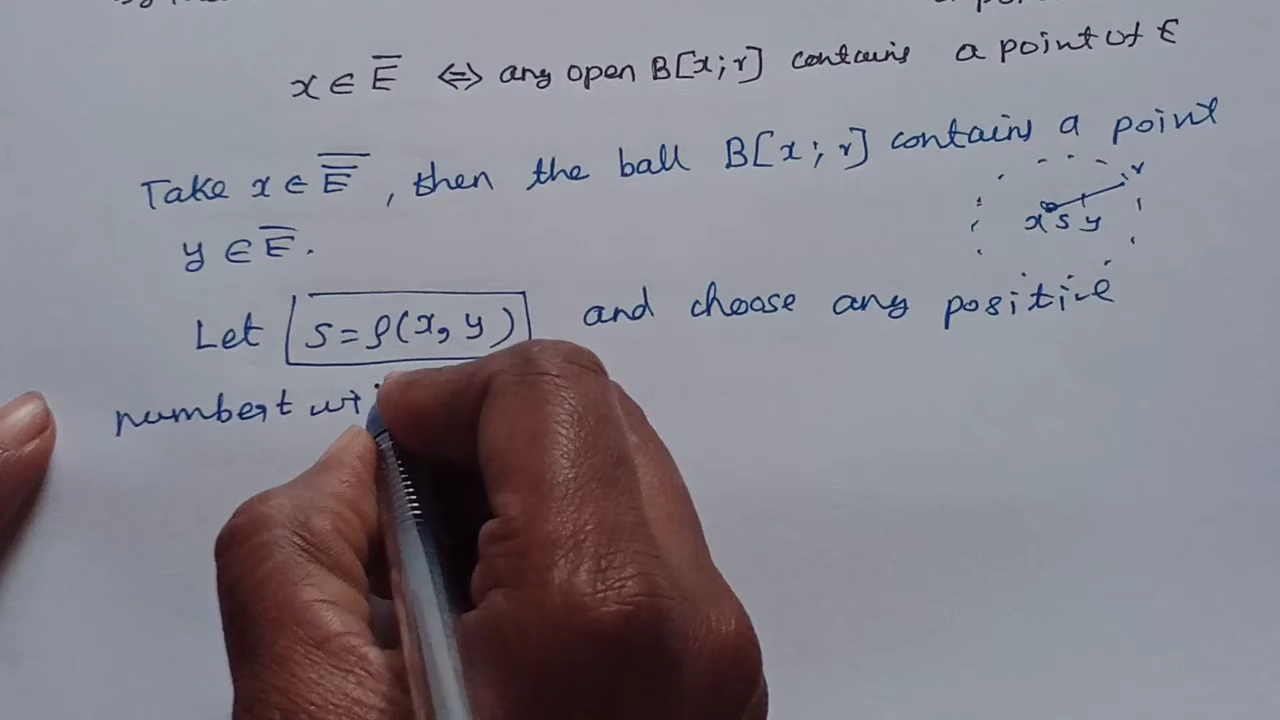 x ∈ E̅ ⇔ any open B[x;r] contains a point of E
Take x ∈ E̿, then the ball B[x; r] contains a point
y ∈ E̅.
r
x s y
Let s = ρ(x, y) and choose any positive
number t wi